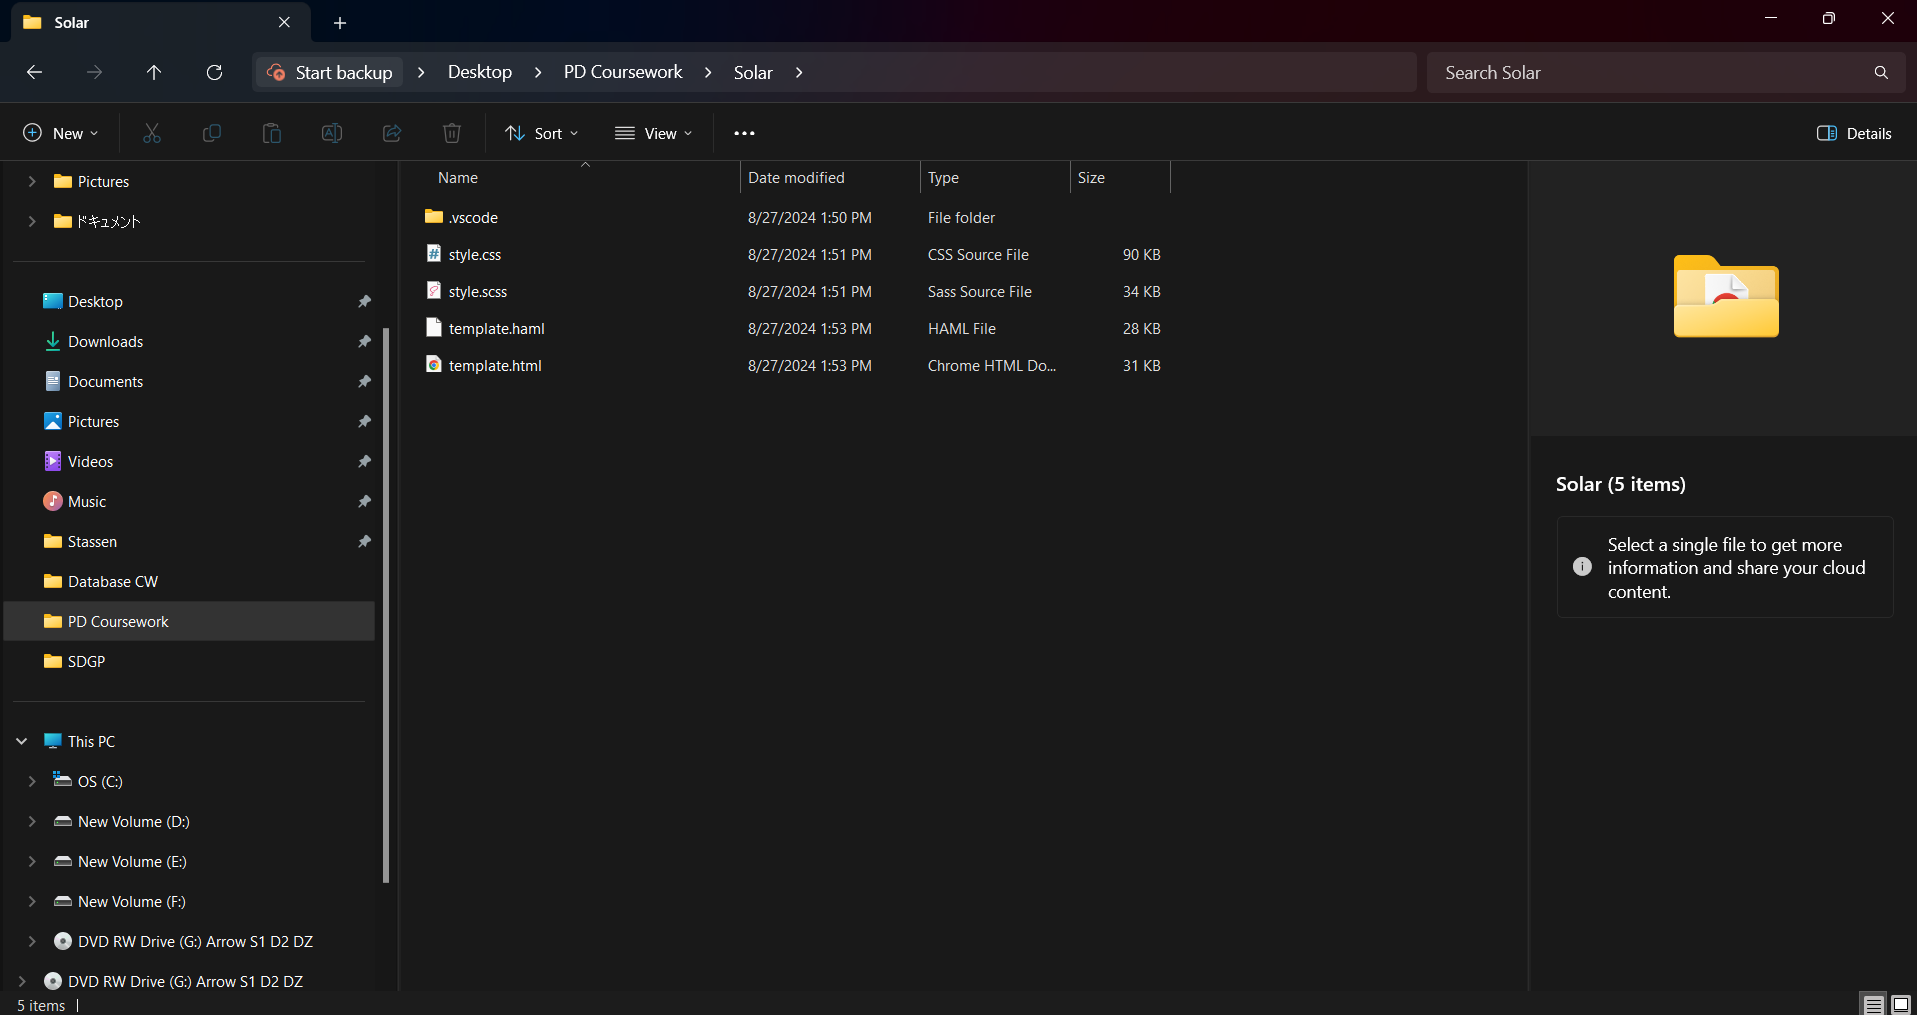 Solar
Start backup > Desktop > PD Coursework > Solar >
Search Solar
New
Sort
View
Details
Pictures
ドキュメント
Desktop
Downloads
Documents
Pictures
Videos
Music
Stassen
Database CW
PD Coursework
SDGP
This PC
OS (C:)
New Volume (D:)
New Volume (E:)
New Volume (F:)
DVD RW Drive (G:) Arrow S1 D2 DZ
DVD RW Drive (G:) Arrow S1 D2 DZ
Name Date modified Type Size
.vscode 8/27/2024 1:50 PM File folder
style.css 8/27/2024 1:51 PM CSS Source File 90 KB
style.scss 8/27/2024 1:51 PM Sass Source File 34 KB
template.haml 8/27/2024 1:53 PM HAML File 28 KB
template.html 8/27/2024 1:53 PM Chrome HTML Do... 31 KB
Solar (5 items)
Select a single file to get more
information and share your cloud
content.
5 items